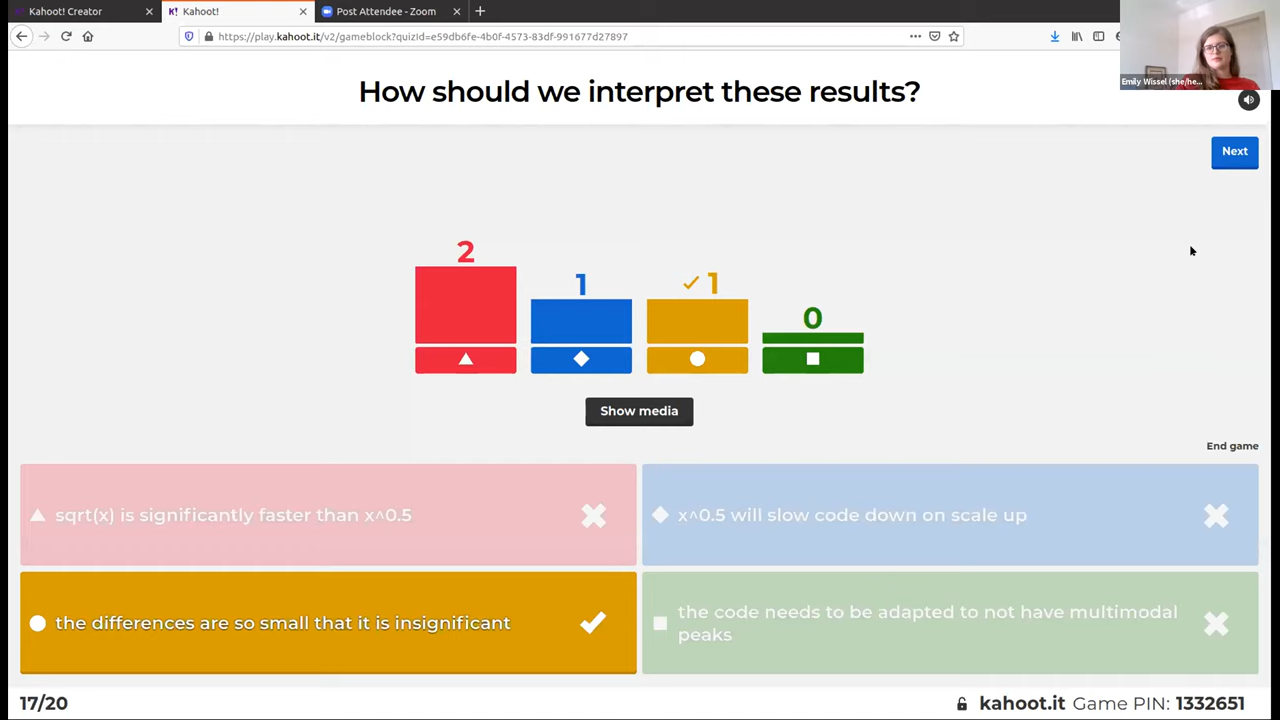 K! Kahoot! Creator
K! Kahoot!
Post Attendee - Zoom
https://play.kahoot.it/v2/gameblock?quizId=e59db6fe-4b0f-4573-83df-991677d27897
Emily Wissel (she/he...
How should we interpret these results?
Next
2
1
1
0
Show media
End game
sqrt(x) is significantly faster than x^0.5
x^0.5 will slow code down on scale up
the differences are so small that it is insignificant
the code needs to be adapted to not have multimodal
peaks
17/20
kahoot.it Game PIN: 1332651